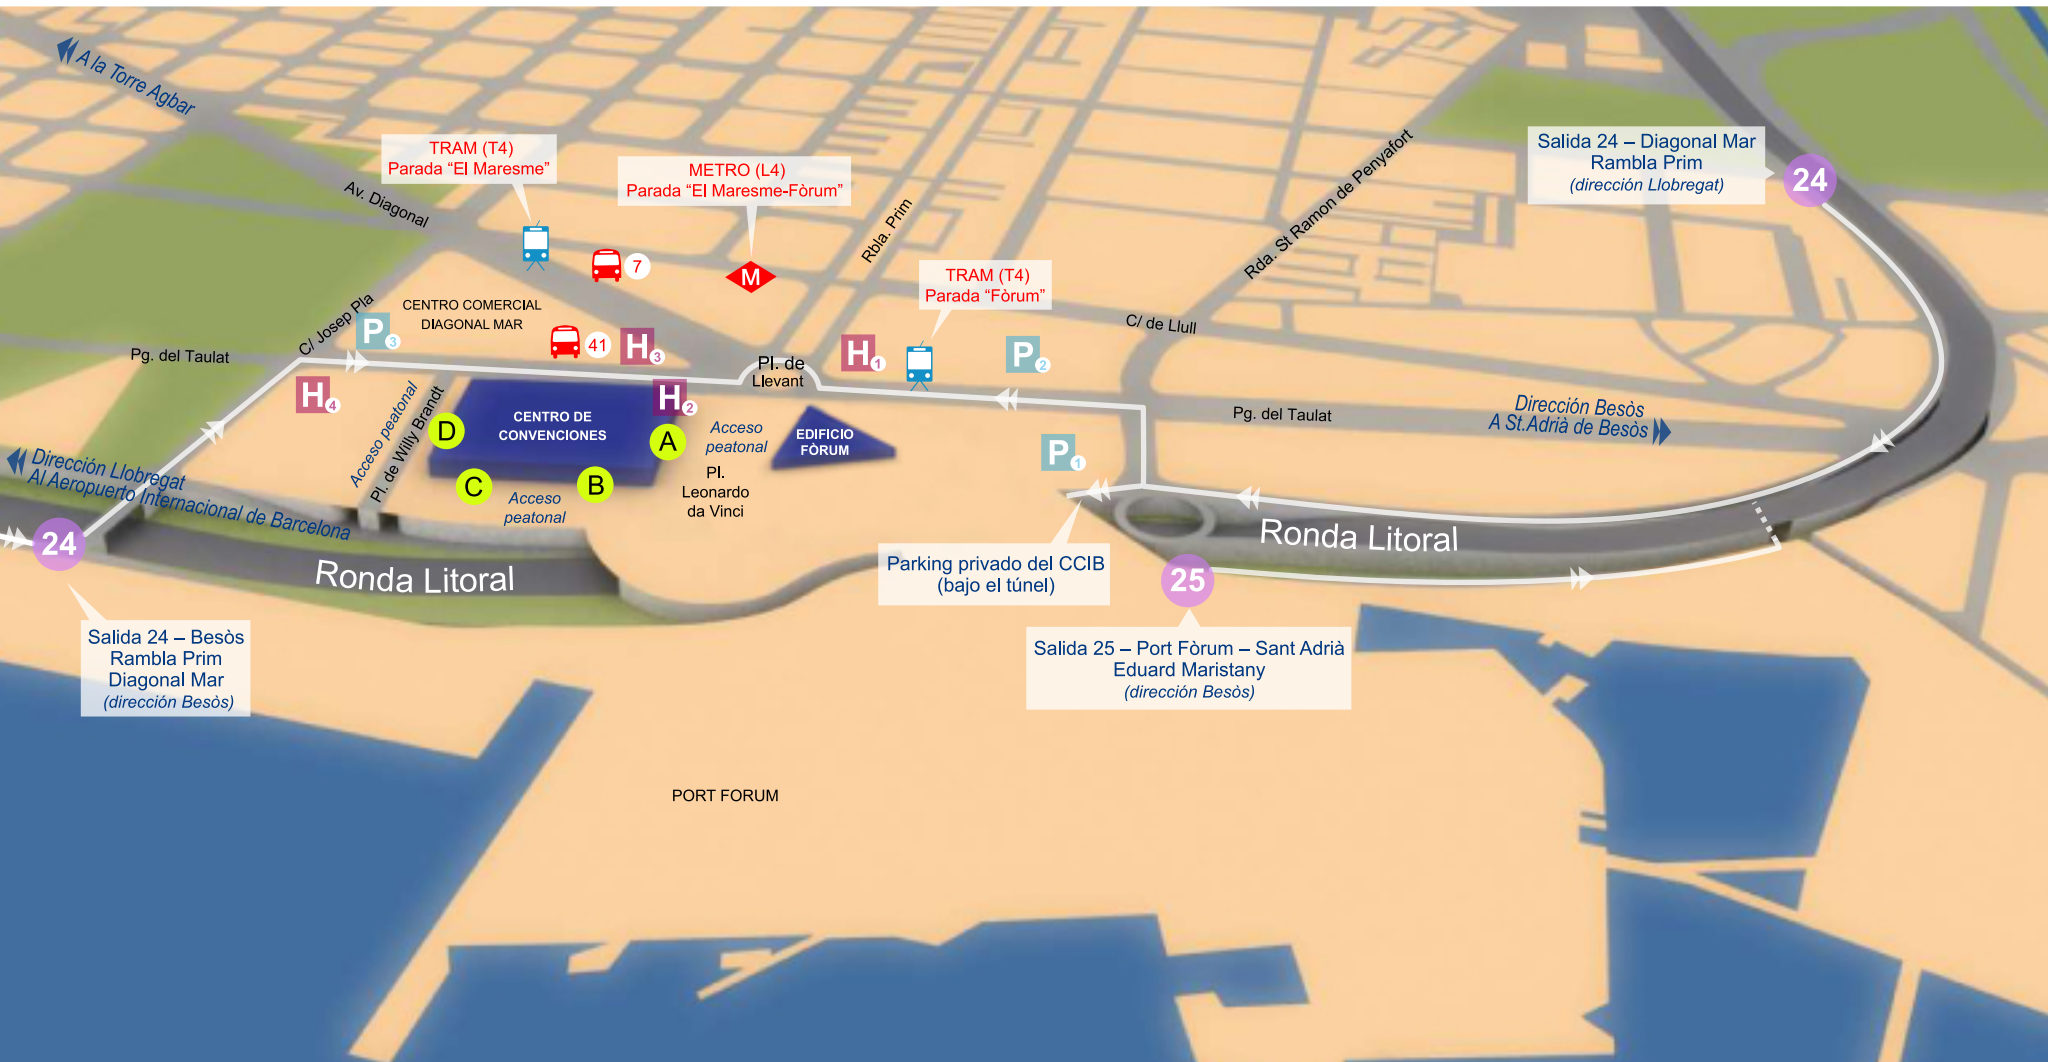 A la Torre Agbar
TRAM (T4)
Parada “El Maresme”
METRO (L4)
Parada “El Maresme-Fòrum”
Salida 24 – Diagonal Mar
Rambla Prim
(dirección Llobregat)
24
Av. Diagonal
Rbla. Prim
Rda. St Ramon de Penyafort
7
M
TRAM (T4)
Parada “Fòrum”
C/ Josep Pla
CENTRO COMERCIAL
DIAGONAL MAR
C/ de Llull
P3
41
H3
H1
P2
Pg. del Taulat
Pl. de
Llevant
H4
H2
Acceso peatonal
Pl. de Willy Brandt
CENTRO DE
CONVENCIONES
D
A
C
B
Acceso
peatonal
EDIFICIO
FÒRUM
Pg. del Taulat
Dirección Besòs
A St.Adrià de Besòs
P1
Dirección Llobregat
Al Aeropuerto Internacional de Barcelona
Pl.
Leonardo
da Vinci
Acceso
peatonal
24
Ronda Litoral
Ronda Litoral
Parking privado del CCIB
(bajo el túnel)
25
Salida 24 – Besòs
Rambla Prim
Diagonal Mar
(dirección Besòs)
Salida 25 – Port Fòrum – Sant Adrià
Eduard Maristany
(dirección Besòs)
PORT FORUM